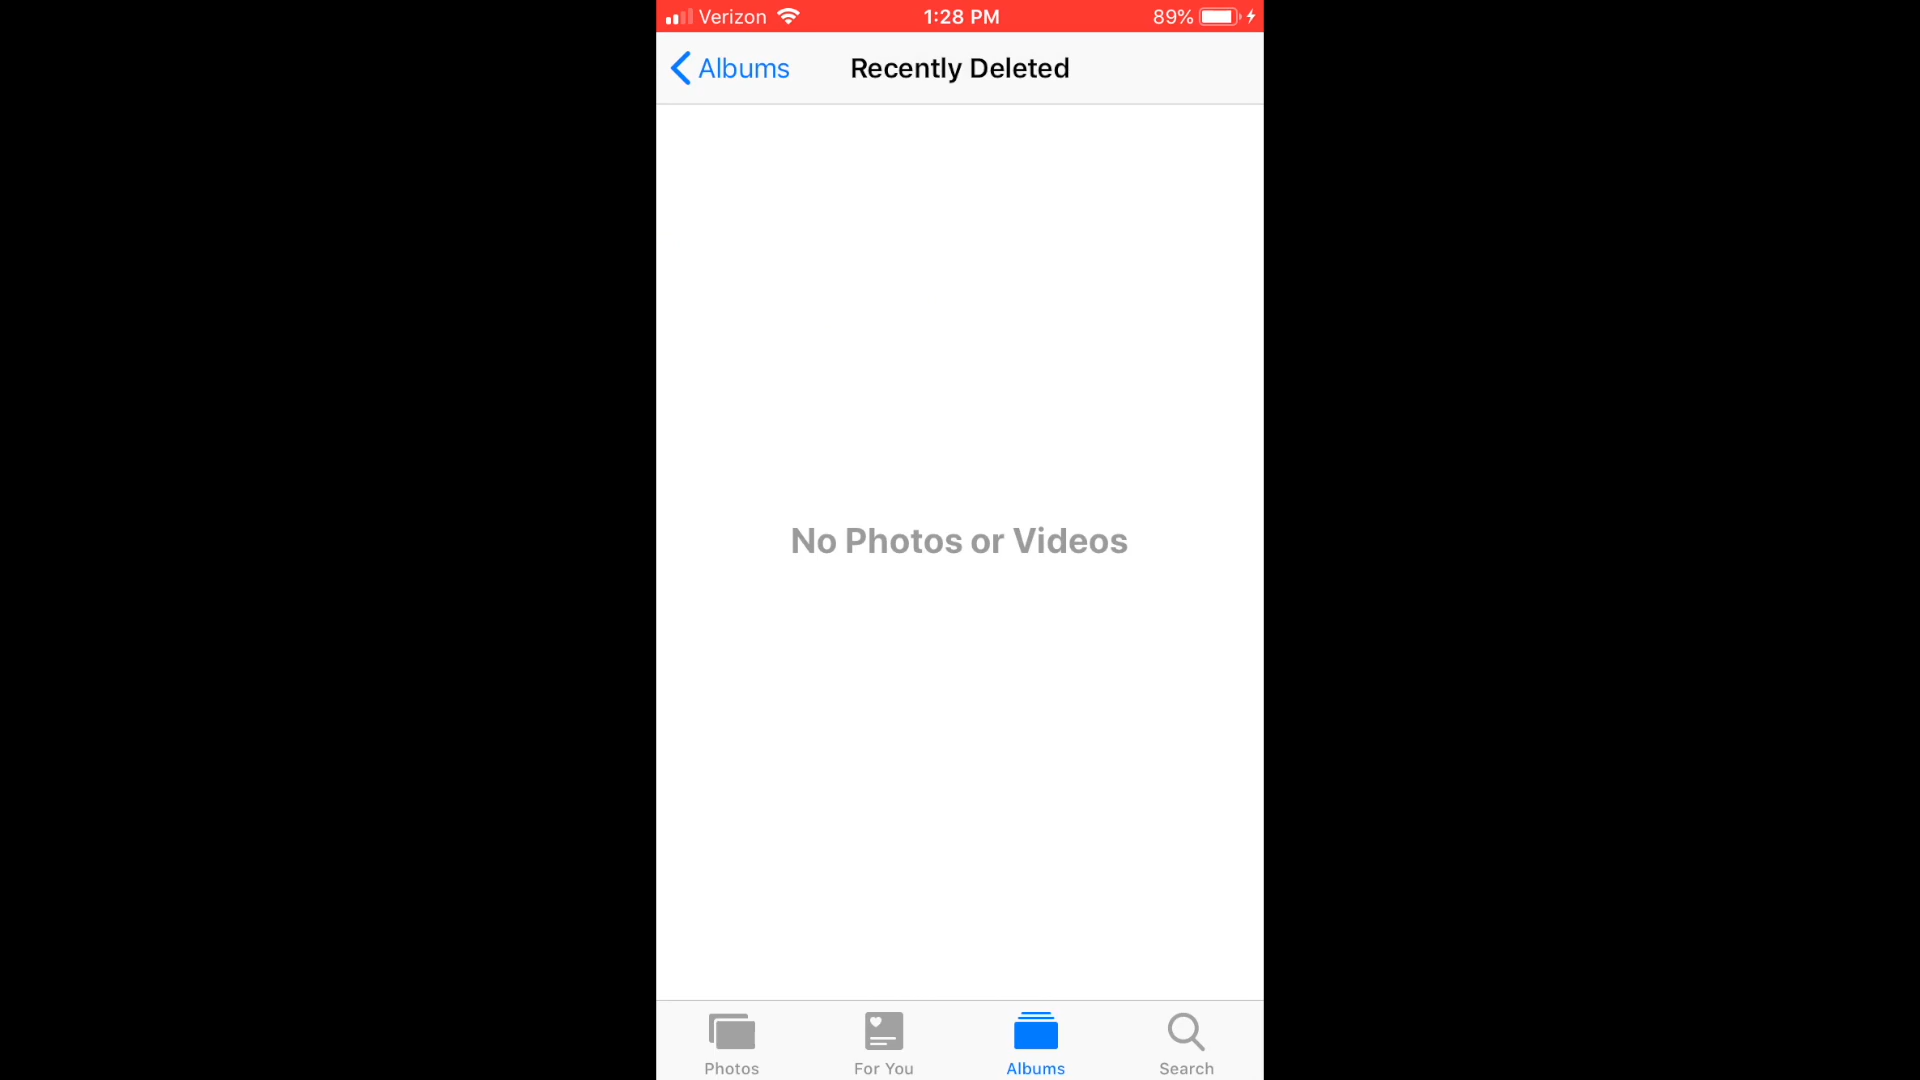 Verizon 1:28 PM 89%
Albums Recently Deleted
No Photos or Videos
Photos For You Albums Search